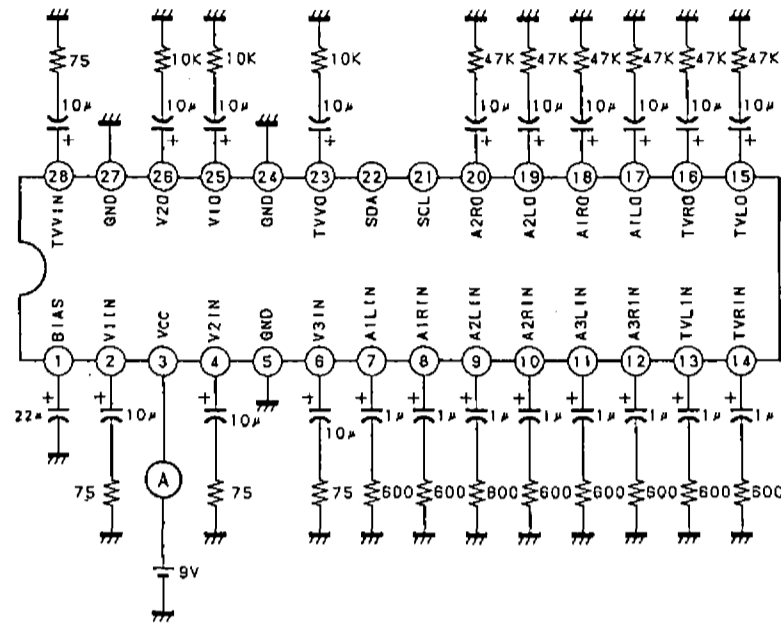 75 10K 10K 10K 47K 47K 47K 47K 47K 47K
10μ 10μ 10μ 10μ 10μ 10μ 10μ 10μ 10μ 10μ
+ + + + + + + + + +
28 27 26 25 24 23 22 21 20 19 18 17 16 15
TVVIN GND V2O V1O GND TVVO SDA SCL A2RO A2LO A1RO A1LO TVRO TVLO
BIAS V1IN VCC V2IN GND V3IN A1LIN A1RIN A2LIN A2RIN A3LIN A3RIN TVLIN TVRIN
1 2 3 4 5 6 7 8 9 10 11 12 13 14
+ + + + + + + + + + + +
22μ 10μ 10μ 10μ 1μ 1μ 1μ 1μ 1μ 1μ 1μ 1μ
75 A 75 75 600 600 600 600 600 600 600 600
9V